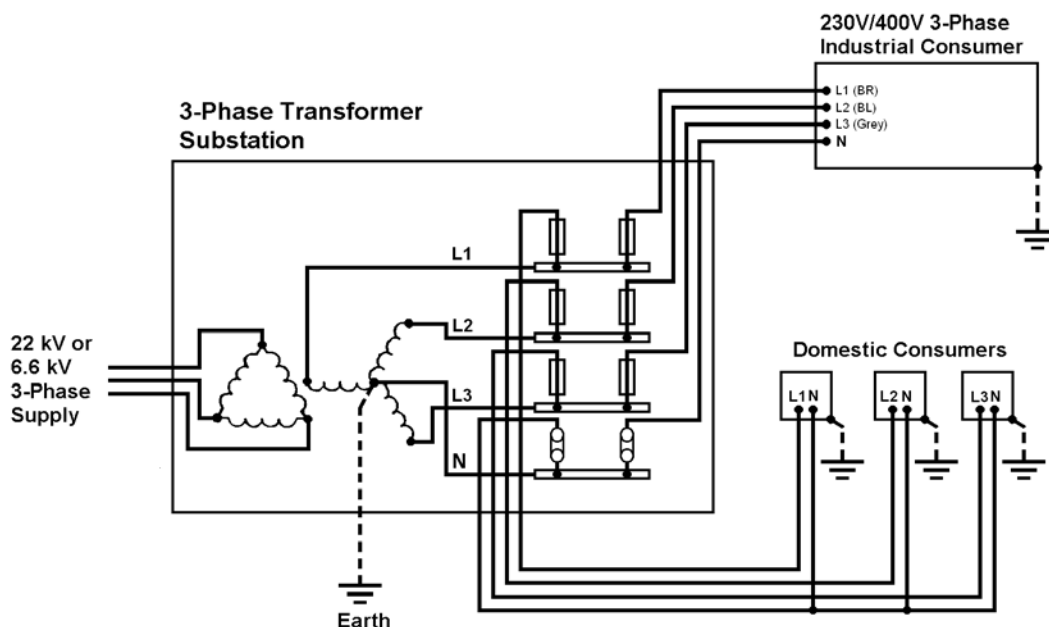 230V/400V 3-Phase
Industrial Consumer
L1 (BR)
L2 (BL)
L3 (Grey)
N
3-Phase Transformer
Substation
L1
L2
L3
N
22 kV or
6.6 kV
3-Phase
Supply
Domestic Consumers
L1 N
L2 N
L3 N
Earth